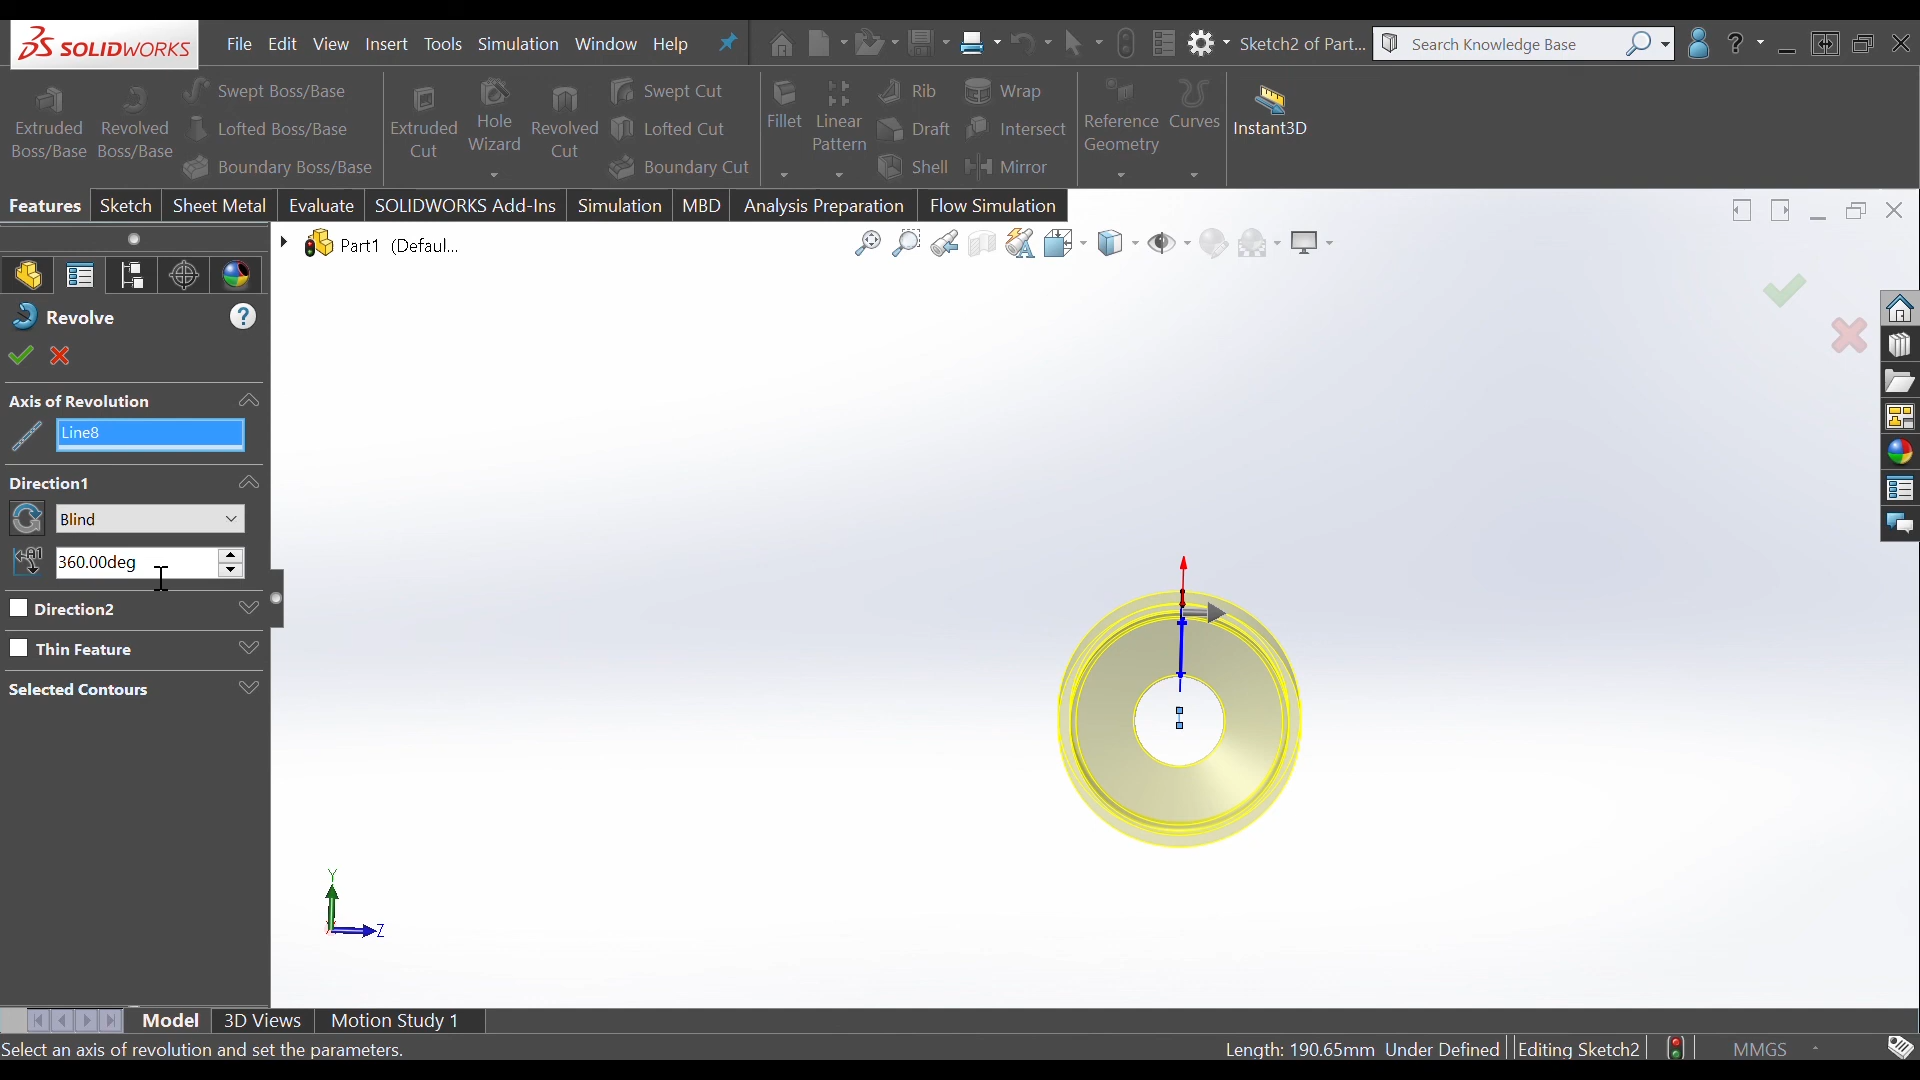 SOLIDWORKS File Edit View Insert Tools Simulation Window Help Sketch2 of Part... Search Knowledge Base ?
Extruded Boss/Base
Revolved Boss/Base
Swept Boss/Base
Lofted Boss/Base
Boundary Boss/Base
Extruded Cut
Hole Wizard
Revolved Cut
Swept Cut
Lofted Cut
Boundary Cut
Fillet
Linear Pattern
Rib
Draft
Shell
Wrap
Intersect
Mirror
Reference Geometry
Curves
Instant3D
Features Sketch Sheet Metal Evaluate SOLIDWORKS Add-Ins Simulation MBD Analysis Preparation Flow Simulation
Part1 (Defaul...
Revolve ?
Axis of Revolution
Line8
Direction1
Blind
360.00deg
Direction2
Thin Feature
Selected Contours
Y
Z
Model 3D Views Motion Study 1
Select an axis of revolution and set the parameters. Length: 190.65mm Under Defined Editing Sketch2 MMGS